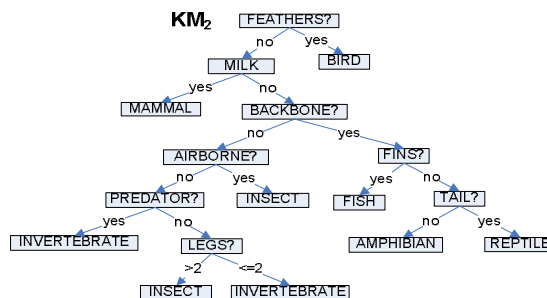 KM2
FEATHERS?
no yes
MILK BIRD
yes no
MAMMAL BACKBONE?
no yes
AIRBORNE? FINS?
no yes yes no
PREDATOR? INSECT FISH TAIL?
yes no no yes
INVERTEBRATE LEGS? AMPHIBIAN REPTILE
>2 <=2
INSECT INVERTEBRATE